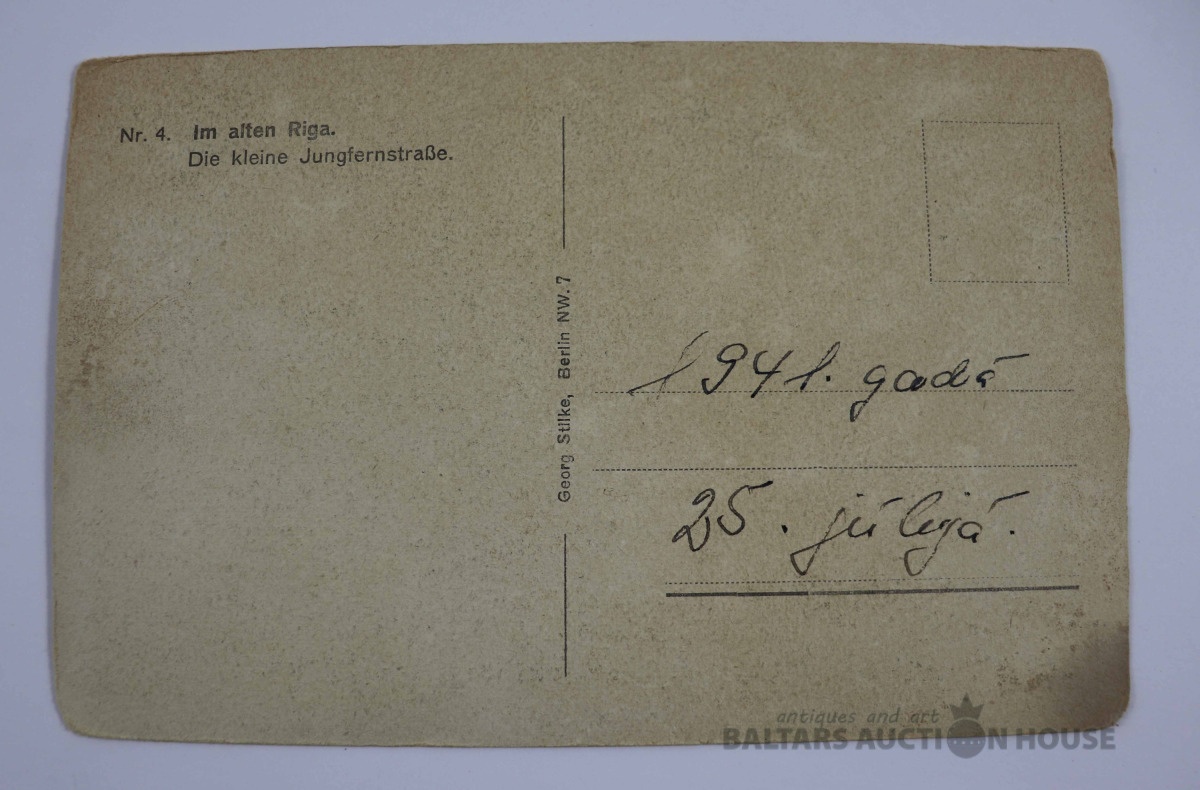 Nr. 4. Im alten Riga.
Die kleine Jungfernstraße.
Georg Stilke, Berlin NW. 7
1941. gadā
25. jūlijā.
antiques and art
BALTARS AUCTION HOUSE